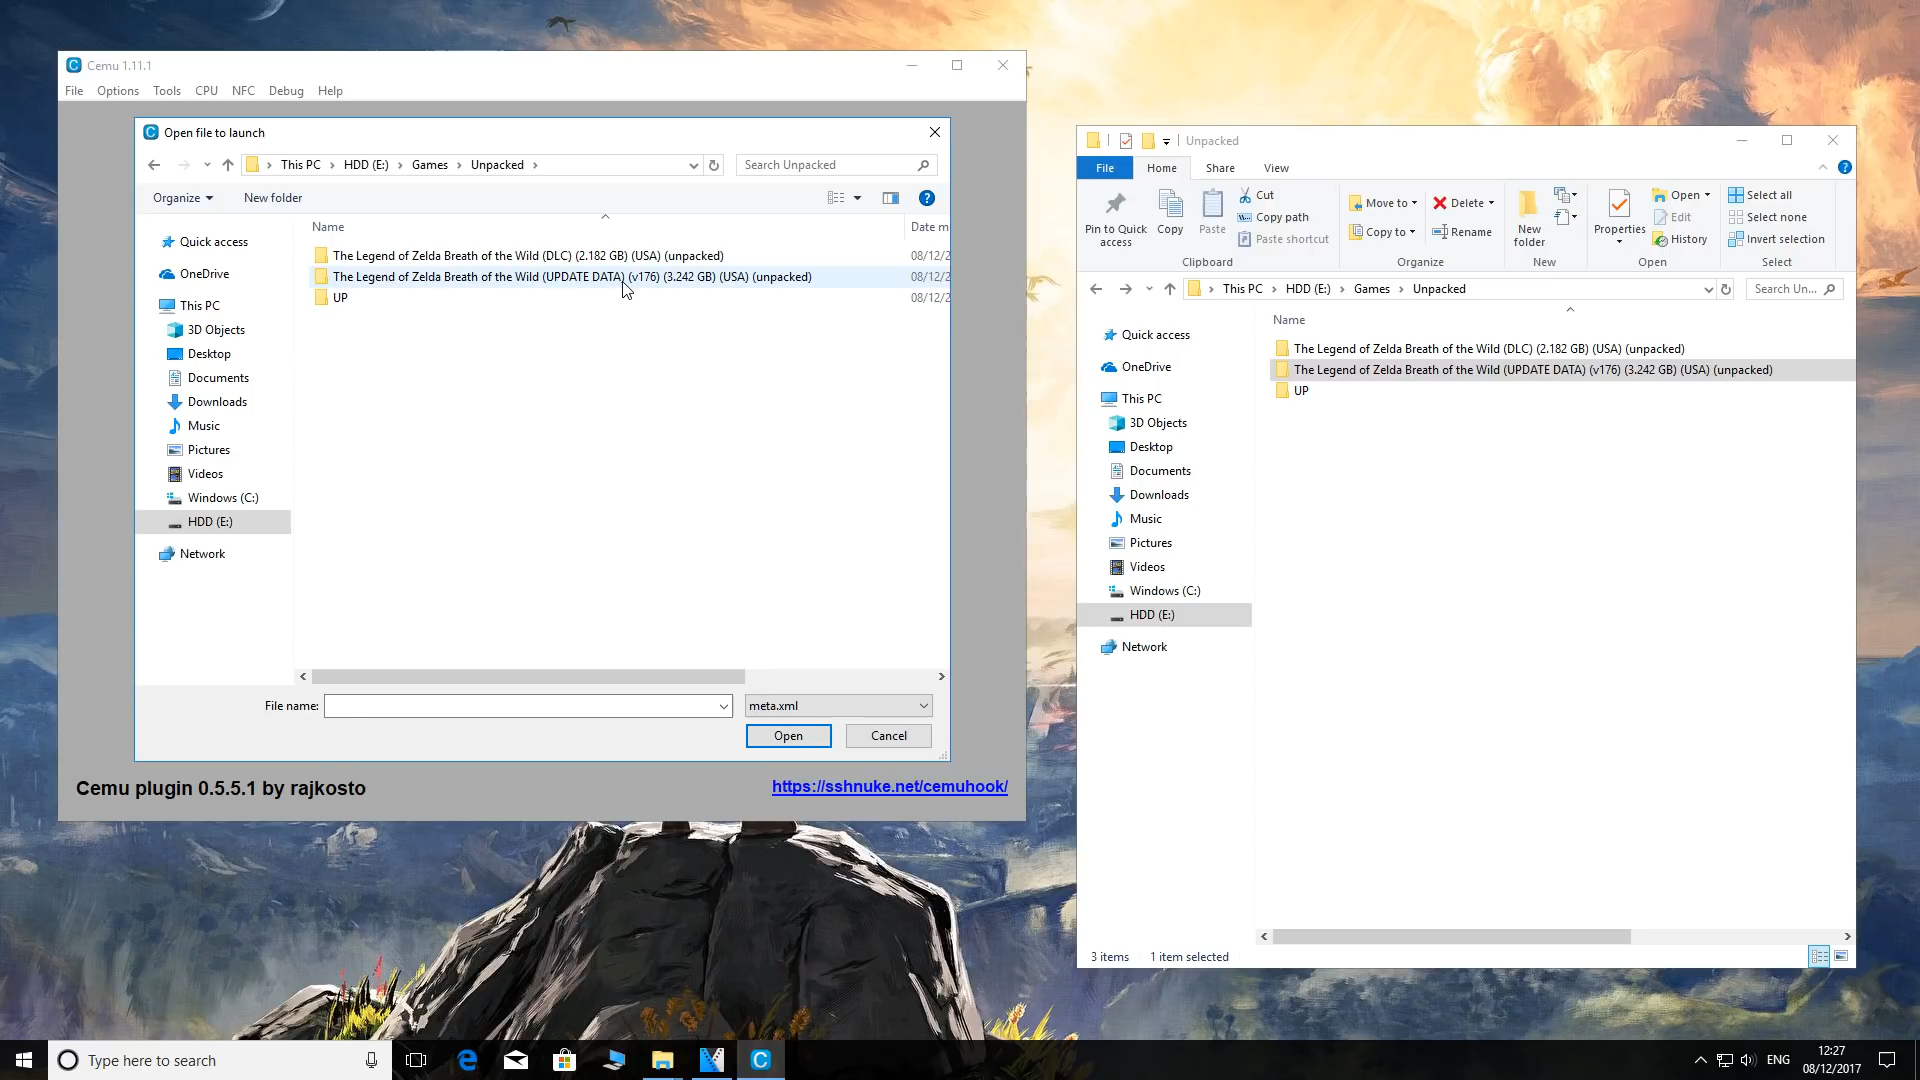 Cemu 1.11.1
File Options Tools CPU NFC Debug Help
Open file to launch
This PC HDD (E:) Games Unpacked
Search Unpacked
Organize New folder
Name Date m
Quick access
OneDrive
This PC
3D Objects
Desktop
Documents
Downloads
Music
Pictures
Videos
Windows (C:)
HDD (E:)
Network
The Legend of Zelda Breath of the Wild (DLC) (2.182 GB) (USA) (unpacked) 08/12/2
The Legend of Zelda Breath of the Wild (UPDATE DATA) (v176) (3.242 GB) (USA) (unpacked) 08/12/2
UP 08/12/2
File name: meta.xml
Open Cancel
Cemu plugin 0.5.5.1 by rajkosto
https://sshnuke.net/cemuhook/
Unpacked
File Home Share View
Pin to Quick access
Copy
Paste
Cut
Copy path
Paste shortcut
Clipboard
Move to
Copy to
Delete
Rename
Organize
New folder
New
Properties
Open
Edit
History
Open
Select all
Select none
Invert selection
Select
This PC HDD (E:) Games Unpacked
Search Un...
Name
Quick access
OneDrive
This PC
3D Objects
Desktop
Documents
Downloads
Music
Pictures
Videos
Windows (C:)
HDD (E:)
Network
The Legend of Zelda Breath of the Wild (DLC) (2.182 GB) (USA) (unpacked)
The Legend of Zelda Breath of the Wild (UPDATE DATA) (v176) (3.242 GB) (USA) (unpacked)
UP
3 items 1 item selected
Type here to search
ENG
12:27
08/12/2017